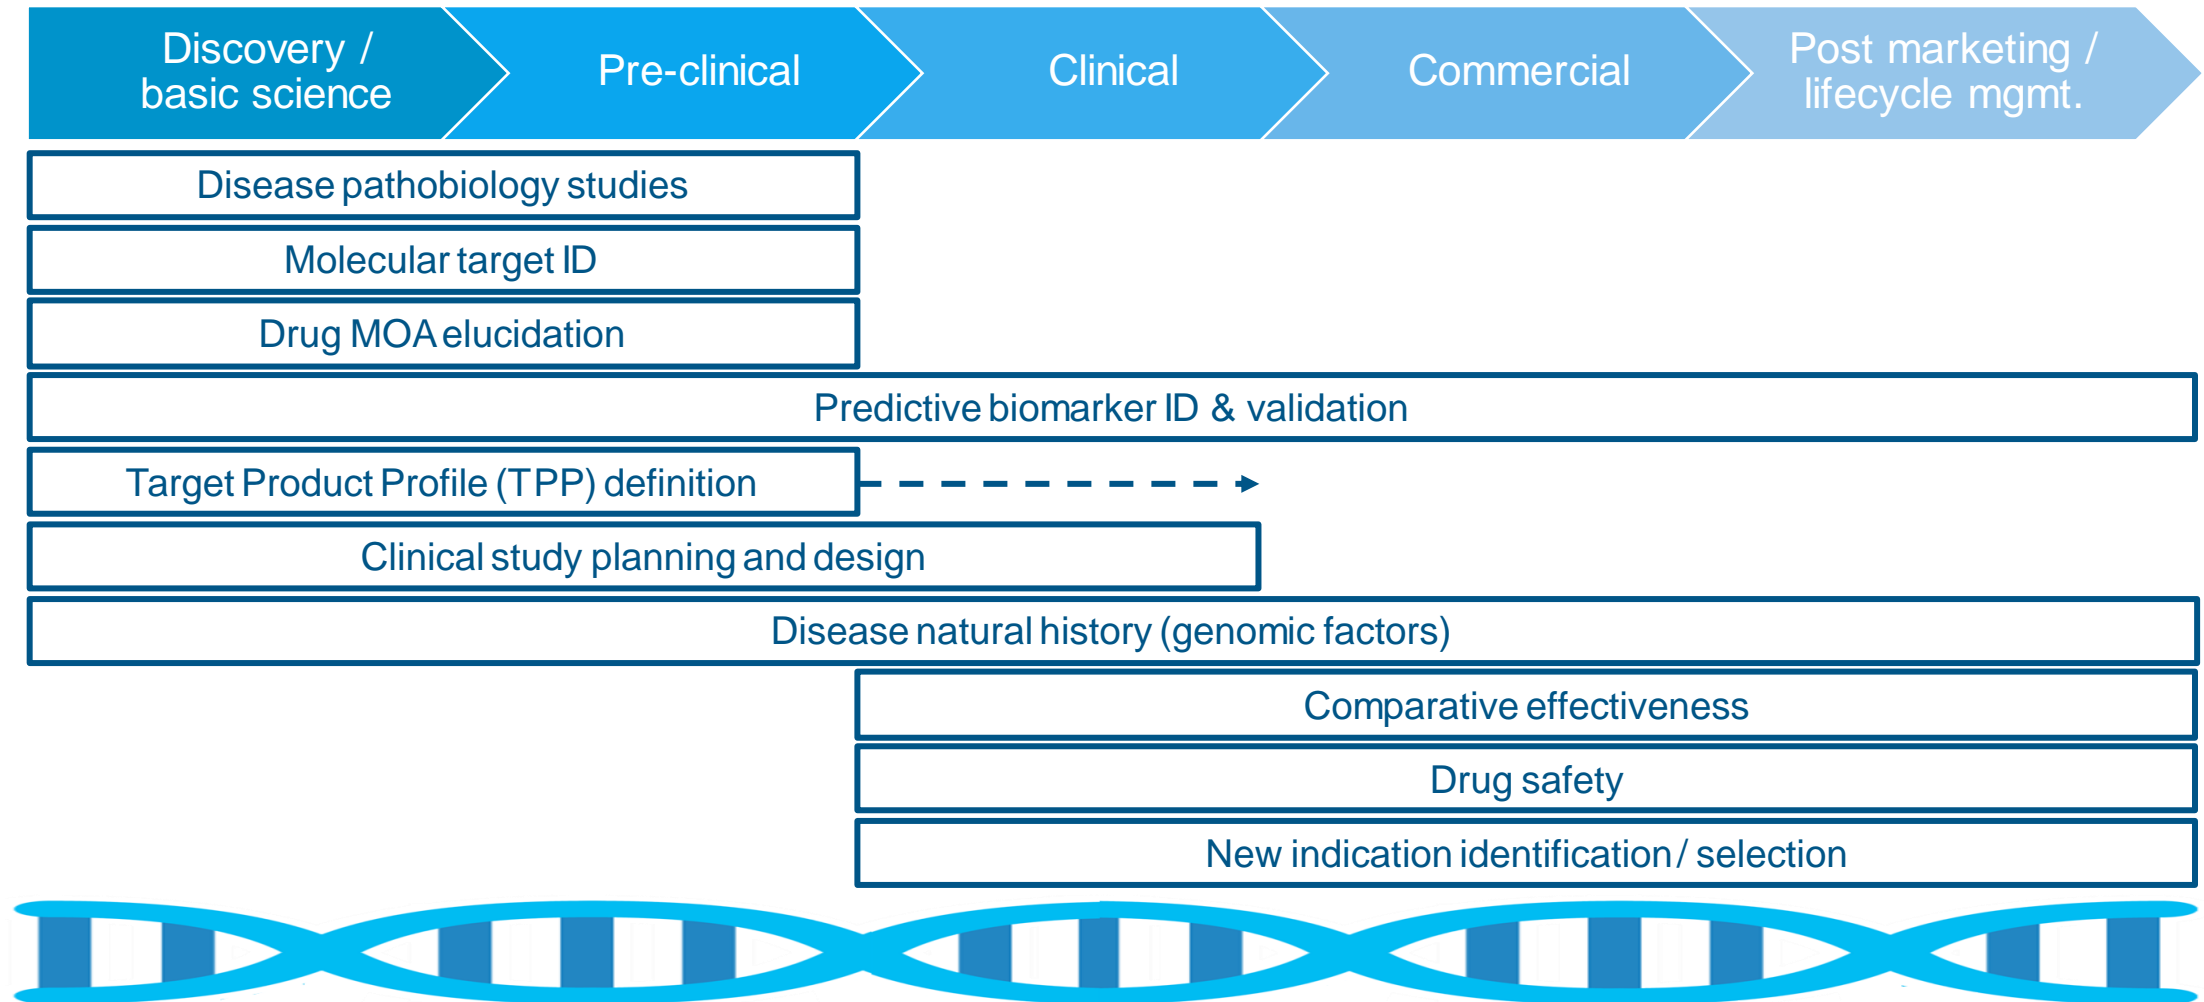 Discovery /
basic science
Pre-clinical
Clinical
Commercial
Post marketing /
lifecycle mgmt.
Disease pathobiology studies
Molecular target ID
Drug MOA elucidation
Predictive biomarker ID & validation
Target Product Profile (TPP) definition
Clinical study planning and design
Disease natural history (genomic factors)
Comparative effectiveness
Drug safety
New indication identification / selection